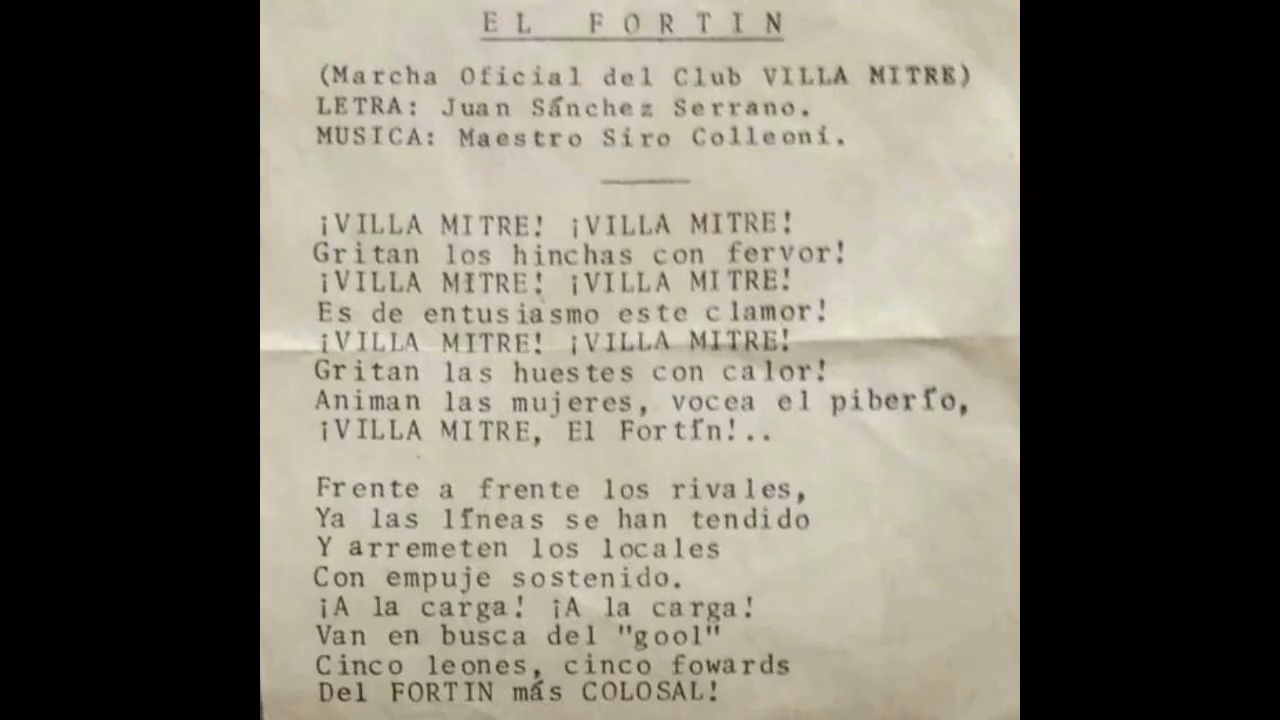 EL FORTIN
(Marcha Oficial del Club VILLA MITRE)
LETRA: Juan Sánchez Serrano.
MUSICA: Maestro Siro Colleoni.
¡VILLA MITRE! ¡VILLA MITRE!
Gritan los hinchas con fervor!
¡VILLA MITRE! ¡VILLA MITRE!
Es de entusiasmo este clamor!
¡VILLA MITRE! ¡VILLA MITRE!
Gritan las huestes con calor!
Animan las mujeres, vocea el piberío,
¡VILLA MITRE, El Fortín!..
Frente a frente los rivales,
Ya las líneas se han tendido
Y arremeten los locales
Con empuje sostenido.
¡A la carga! ¡A la carga!
Van en busca del "gool"
Cinco leones, cinco fowards
Del FORTIN más COLOSAL!